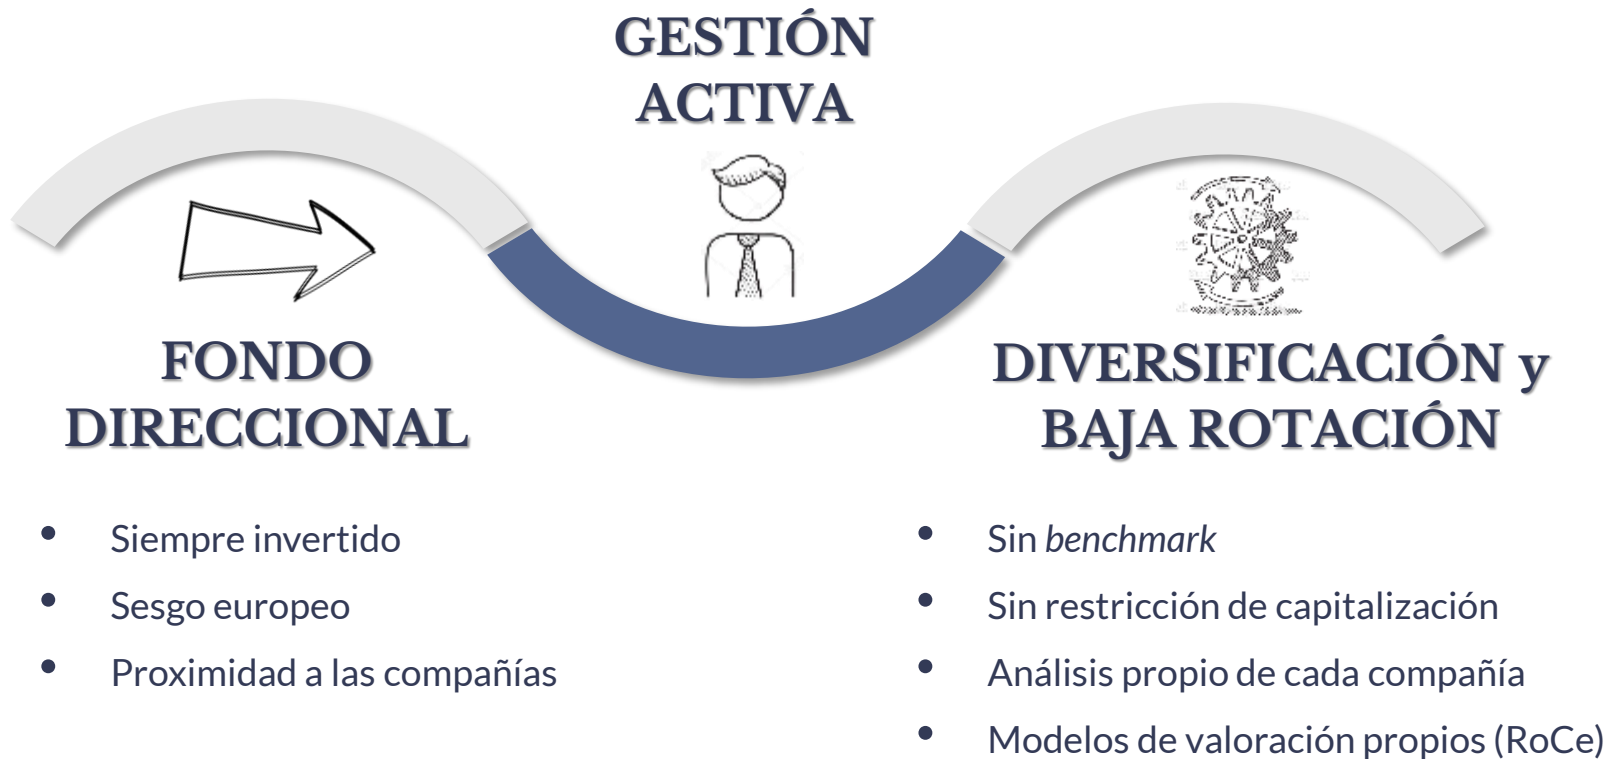 GESTIÓN
ACTIVA
FONDO
DIRECCIONAL
• Siempre invertido
• Sesgo europeo
• Proximidad a las compañías
DIVERSIFICACIÓN y
BAJA ROTACIÓN
• Sin benchmark
• Sin restricción de capitalización
• Análisis propio de cada compañía
• Modelos de valoración propios (RoCe)